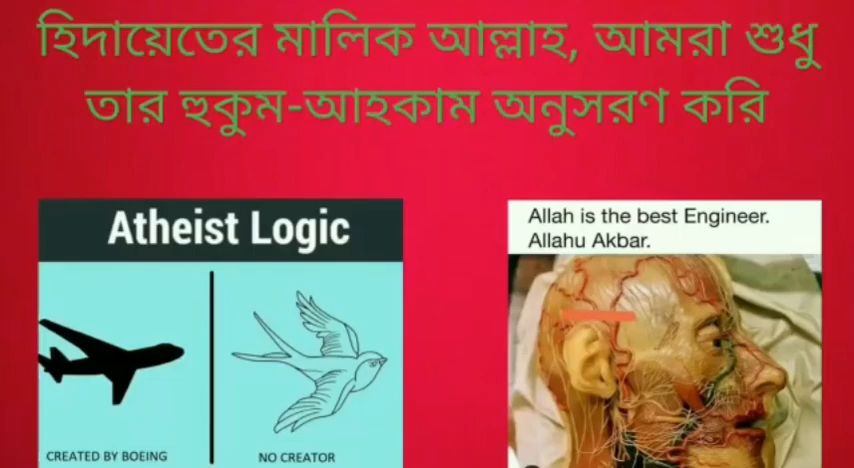 হিদায়েতের মালিক আল্লাহ, আমরা শুধু
তার হুকুম-আহকাম অনুসরণ করি
Atheist Logic
CREATED BY BOEING
NO CREATOR
Allah is the best Engineer.
Allahu Akbar.